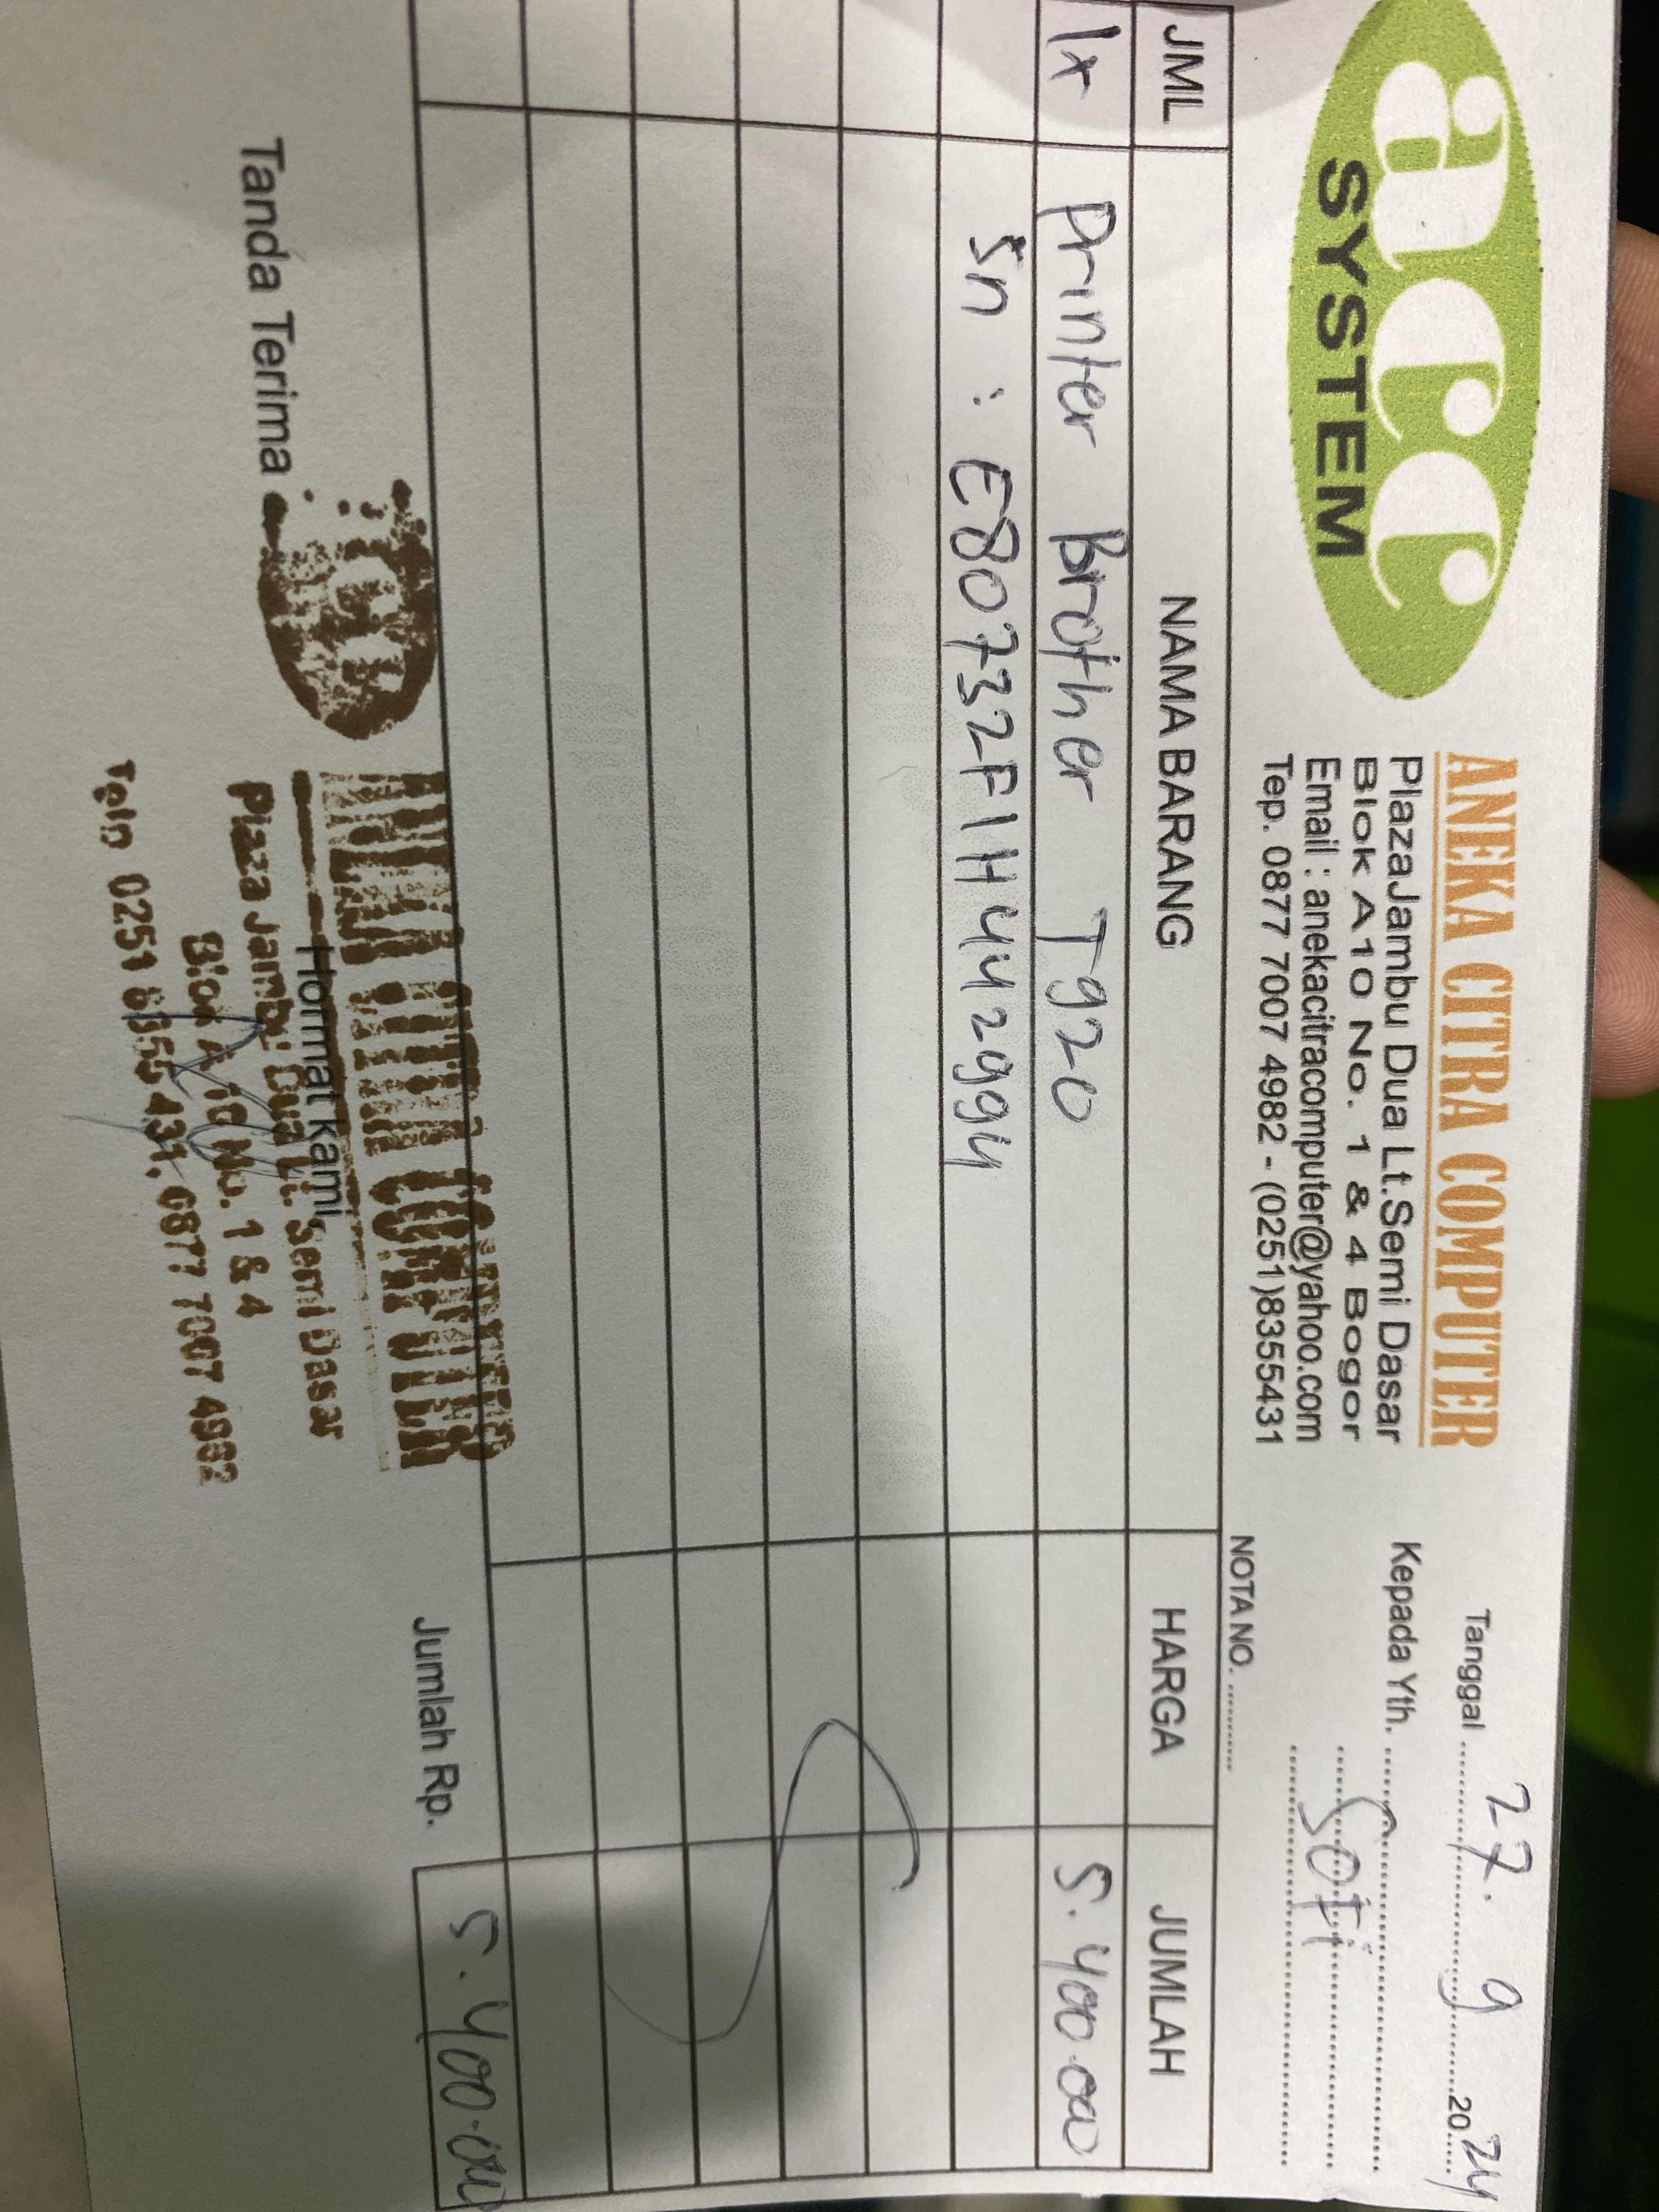 acc
SYSTEM
ANEKA CITRA COMPUTER
Plaza Jambu Dua Lt.Semi Dasar
Blok A10 No. 1 & 4 Bogor
Email : anekacitracomputer@yahoo.com
Tep. 0877 7007 4982 - (0251)8355431
Tanggal 27. 9 2024
Kepada Yth.
Sofi
NOTA NO.
JML NAMA BARANG HARGA JUMLAH
1x Printer Brother T920 5.400.000
Sn : E80732F1H442994
Jumlah Rp. 5.400.000
Tanda Terima
Hormat kami,
ANEKA CITRA COMPUTER
Plaza Jambu Dua Lt. Semi Dasar
Blok A 10 No. 1 & 4
Telp 0251 8355431, 0877 7007 4982